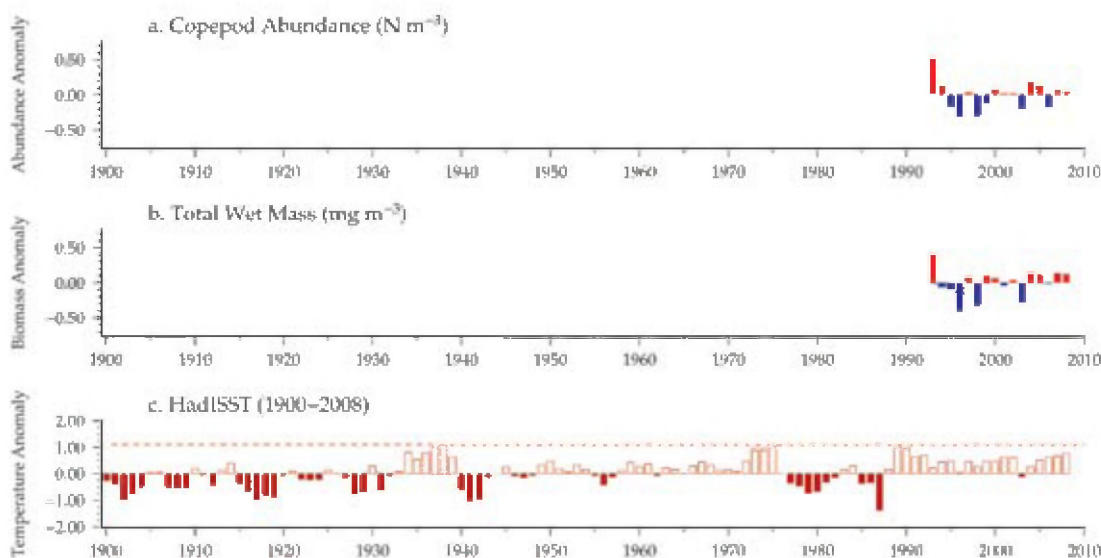 a. Copepod Abundance (N m⁻³)
Abundance Anomaly
0.50
0.00
−0.50
1900 1910 1920 1930 1940 1950 1960 1970 1980 1990 2000 2010
b. Total Wet Mass (mg m⁻³)
Biomass Anomaly
0.50
0.00
−0.50
1900 1910 1920 1930 1940 1950 1960 1970 1980 1990 2000 2010
c. HadISST (1900–2008)
Temperature Anomaly
2.00
1.00
0.00
−1.00
−2.00
1900 1910 1920 1930 1940 1950 1960 1970 1980 1990 2000 2010